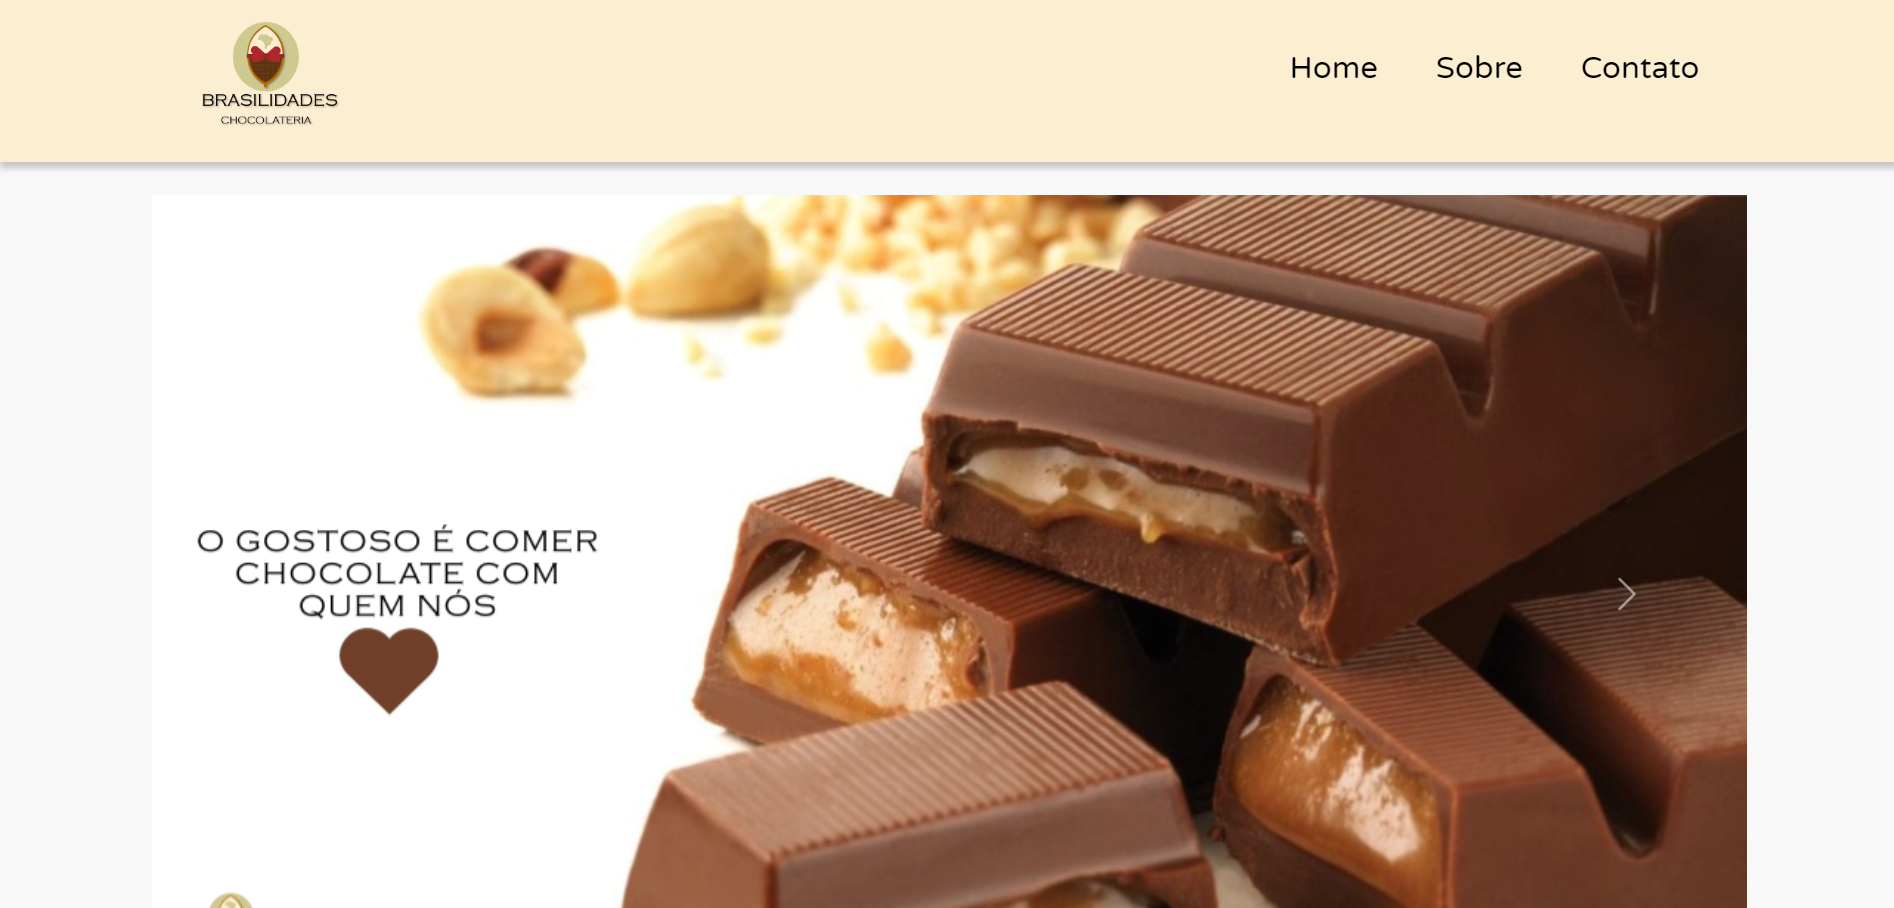 BRASILIDADES
CHOCOLATERIA
Home Sobre Contato
O GOSTOSO É COMER
CHOCOLATE COM
QUEM NÓS